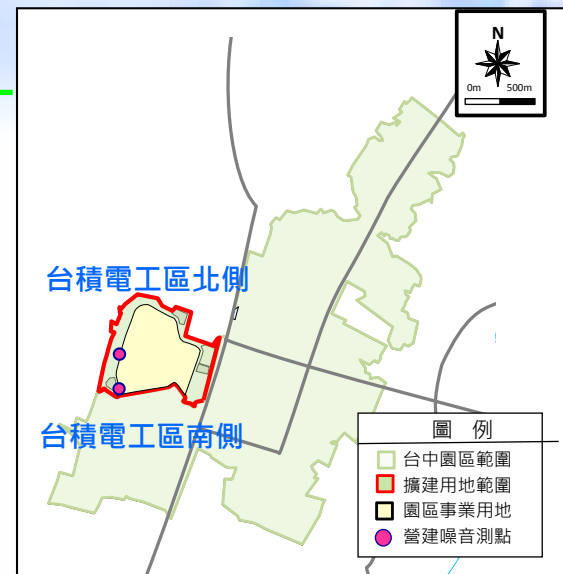 N
0m 500m
台積電工區北側
1
台積電工區南側
圖 例
台中園區範圍
擴建用地範圍
園區事業用地
營建噪音測點